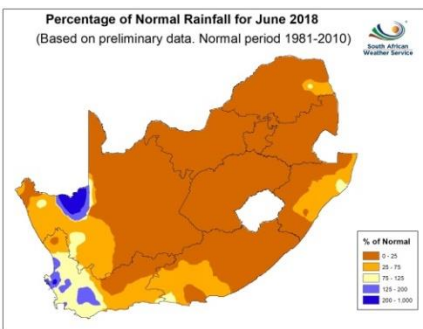 Percentage of Normal Rainfall for June 2018
(Based on preliminary data. Normal period 1981-2010)
South African
Weather Service
% of Normal
0 - 25
25 - 75
75 - 125
125 - 200
200 - 1,000